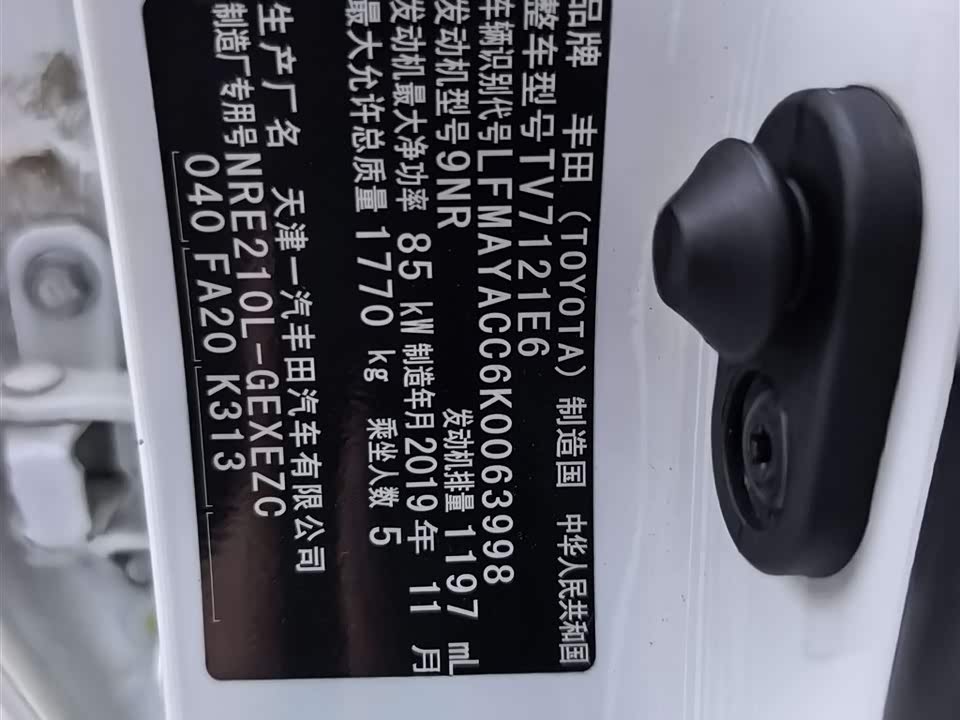 品牌 丰田 (TOYOTA) 制造国 中华人民共和国
整车型号 TV7121E6
车辆识别代号 LFMAYACC6K0063998
发动机型号 9NR 发动机排量 1197 mL
发动机最大净功率 85 kW 制造年月 2019 年 11 月
最大允许总质量 1770 kg 乘坐人数 5
生产厂名 天津一汽丰田汽车有限公司
制造厂专用号 NRE210L-GEXEZC
040 FA20 K313